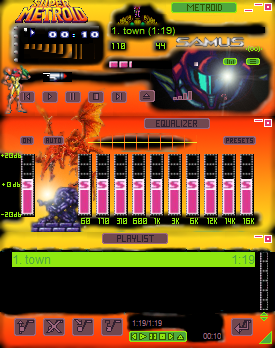 SUPER METROID
METROID
00:10
1. town (1:19)
110
44
SAMUS
EQUALIZER
ON
AUTO
PRESETS
+20db
+0db
-20db
60 170 310 600 1K 3K 6K 12K 14K 16K
PLAYLIST
1. town 1:19
1:19/1:19
00:10